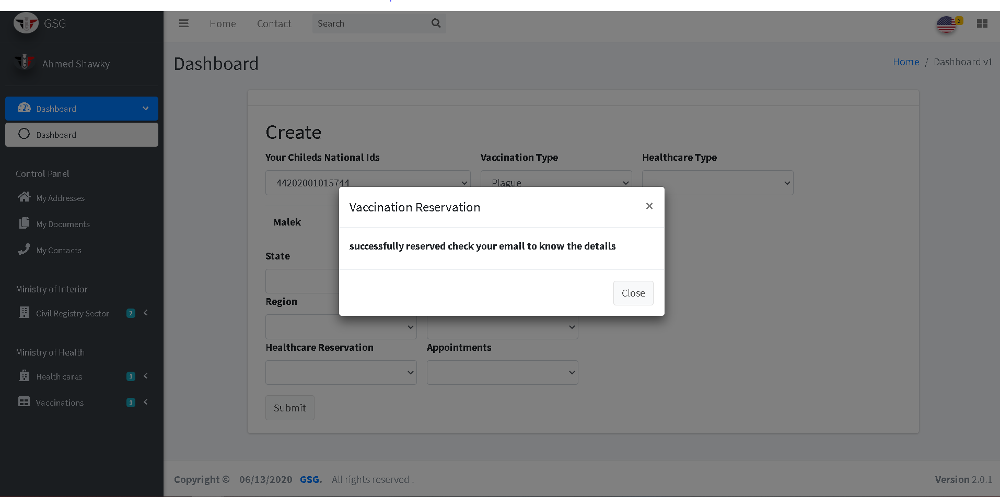 GSG
Home
Contact
Search
2
Ahmed Shawky
Dashboard
Home / Dashboard v1
Dashboard
Dashboard
Control Panel
My Addresses
My Documents
My Contacts
Ministry of Interior
Civil Registry Sector 2
Ministry of Health
Health cares 1
Vaccinations 1
Create
Your Chileds National Ids
Vaccination Type
Healthcare Type
44202001015744
Plague
Malek
State
Region
Healthcare Reservation
Appointments
Submit
Vaccination Reservation ×
successfully reserved check your email to know the details
Close
Copyright © 06/13/2020 GSG. All rights reserved .
Version 2.0.1